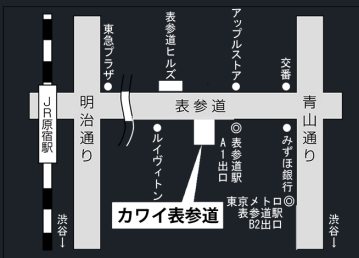 東急プラザ
表参道ヒルズ
アップルストア
交番
JR原宿駅
明治通り
表参道
青山通り
ルイヴィトン
A1出口
◎表参道駅
みずほ銀行
カワイ表参道
東京メトロ◎
表参道駅
B2出口
渋谷↓
渋谷↓